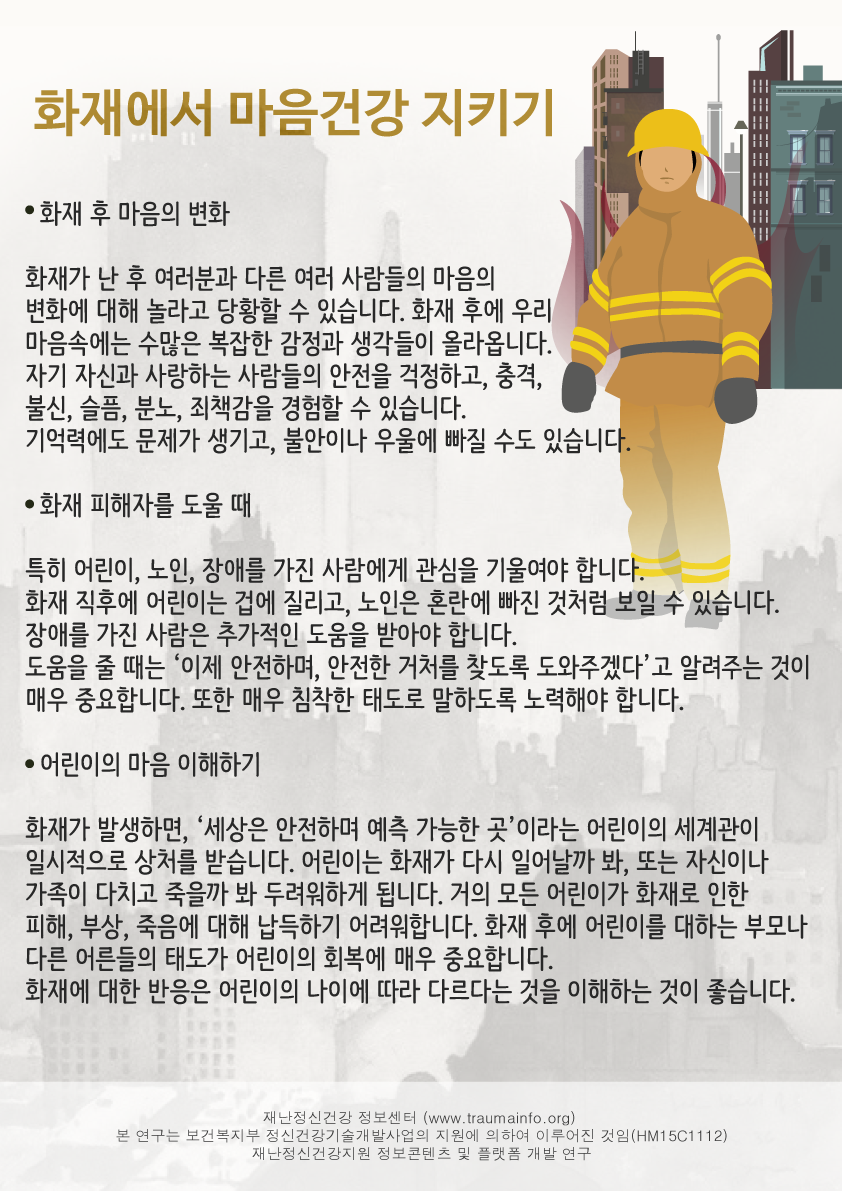 화재에서 마음건강 지키기
• 화재 후 마음의 변화
화재가 난 후 여러분과 다른 여러 사람들의 마음의
변화에 대해 놀라고 당황할 수 있습니다. 화재 후에 우리
마음속에는 수많은 복잡한 감정과 생각들이 올라옵니다.
자기 자신과 사랑하는 사람들의 안전을 걱정하고, 충격,
불신, 슬픔, 분노, 죄책감을 경험할 수 있습니다.
기억력에도 문제가 생기고, 불안이나 우울에 빠질 수도 있습니다.
• 화재 피해자를 도울 때
특히 어린이, 노인, 장애를 가진 사람에게 관심을 기울여야 합니다.
화재 직후에 어린이는 겁에 질리고, 노인은 혼란에 빠진 것처럼 보일 수 있습니다.
장애를 가진 사람은 추가적인 도움을 받아야 합니다.
도움을 줄 때는 ‘이제 안전하며, 안전한 거처를 찾도록 도와주겠다’고 알려주는 것이
매우 중요합니다. 또한 매우 침착한 태도로 말하도록 노력해야 합니다.
• 어린이의 마음 이해하기
화재가 발생하면, ‘세상은 안전하며 예측 가능한 곳’이라는 어린이의 세계관이
일시적으로 상처를 받습니다. 어린이는 화재가 다시 일어날까 봐, 또는 자신이나
가족이 다치고 죽을까 봐 두려워하게 됩니다. 거의 모든 어린이가 화재로 인한
피해, 부상, 죽음에 대해 납득하기 어려워합니다. 화재 후에 어린이를 대하는 부모나
다른 어른들의 태도가 어린이의 회복에 매우 중요합니다.
화재에 대한 반응은 어린이의 나이에 따라 다르다는 것을 이해하는 것이 좋습니다.
재난정신건강 정보센터 (www.traumainfo.org)
본 연구는 보건복지부 정신건강기술개발사업의 지원에 의하여 이루어진 것임(HM15C1112)
재난정신건강지원 정보콘텐츠 및 플랫폼 개발 연구